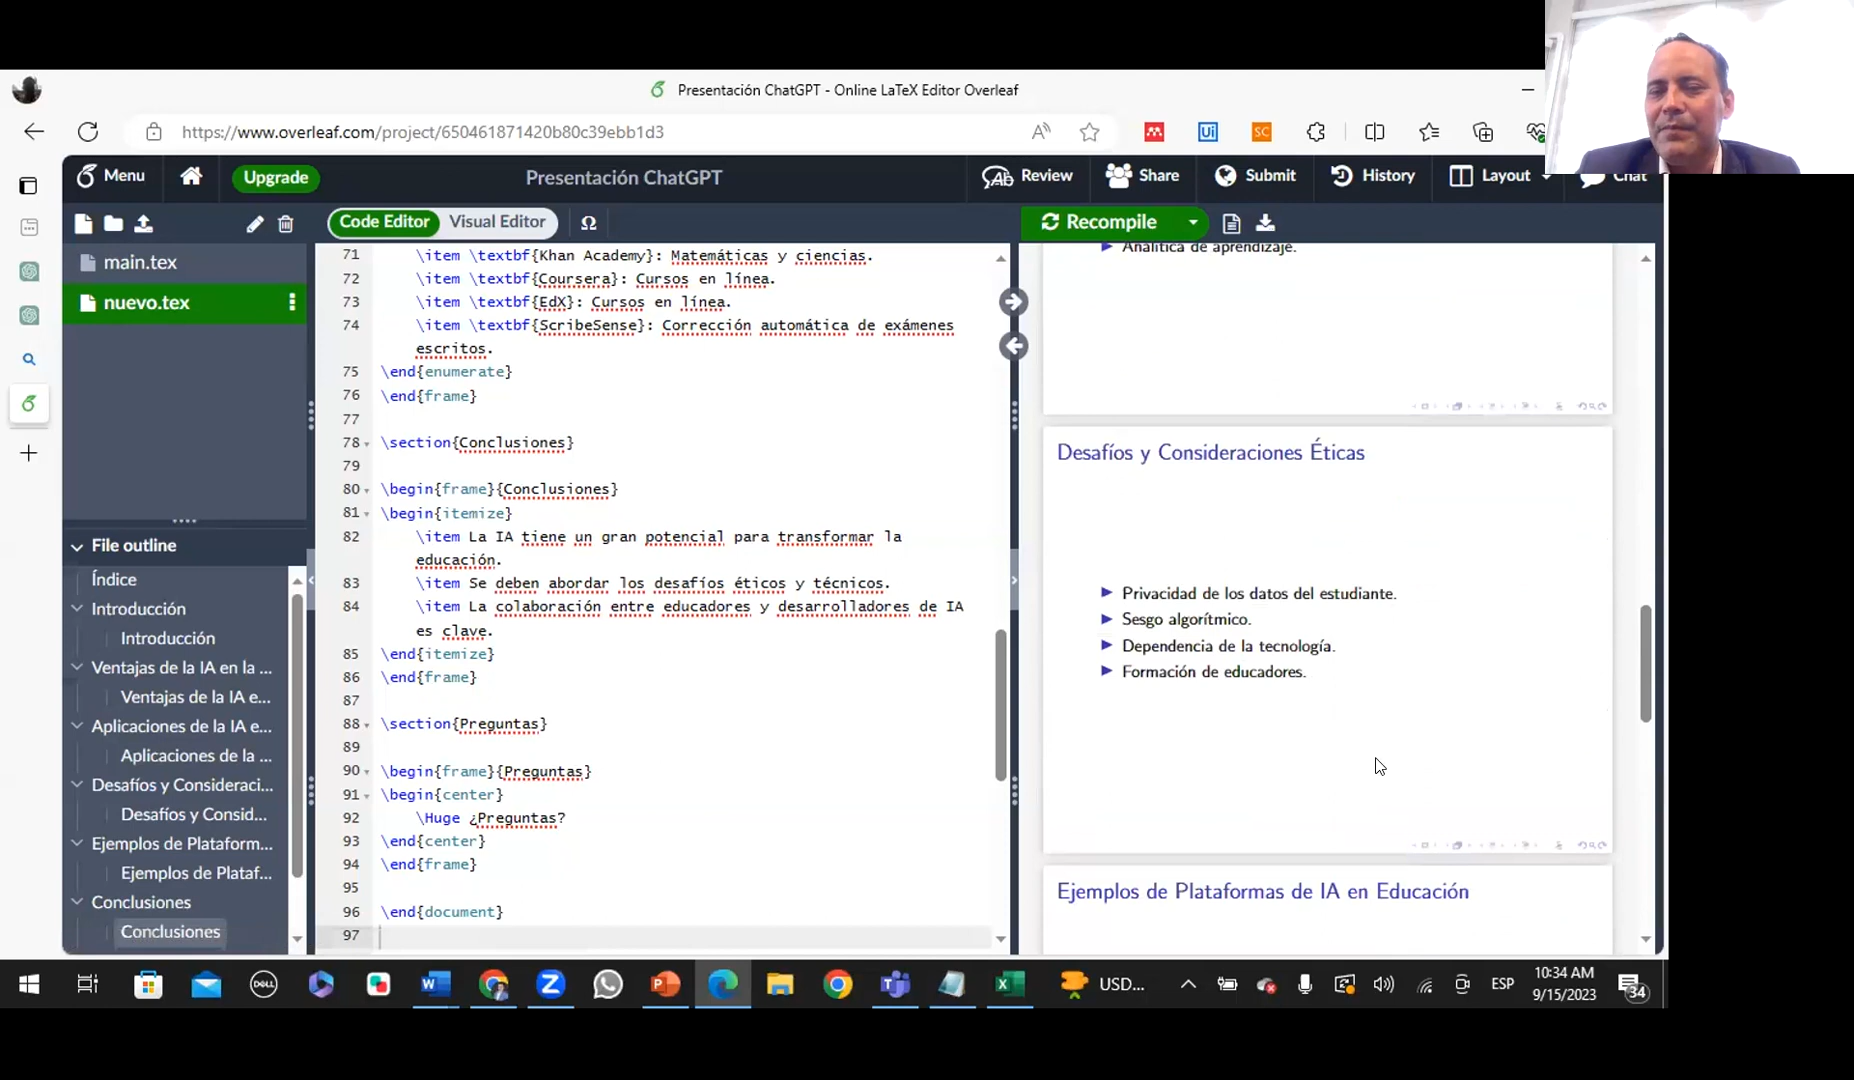 Presentación ChatGPT - Online LaTeX Editor Overleaf
https://www.overleaf.com/project/650461871420b80c39ebb1d3
Menu
Upgrade
Presentación ChatGPT
Review
Share
Submit
History
Layout
Chat
Code Editor
Visual Editor
Ω
Recompile
main.tex
nuevo.tex
File outline
Índice
Introducción
Introducción
Ventajas de la IA en la ...
Ventajas de la IA e...
Aplicaciones de la IA e...
Aplicaciones de la ...
Desafíos y Consideraci...
Desafíos y Consid...
Ejemplos de Plataform...
Ejemplos de Plataf...
Conclusiones
Conclusiones
71 \item \textbf{Khan Academy}: Matemáticas y ciencias.
72 \item \textbf{Coursera}: Cursos en línea.
73 \item \textbf{EdX}: Cursos en línea.
74 \item \textbf{ScribeSense}: Corrección automática de exámenes
escritos.
75 \end{enumerate}
76 \end{frame}
77
78 \section{Conclusiones}
79
80 \begin{frame}{Conclusiones}
81 \begin{itemize}
82 \item La IA tiene un gran potencial para transformar la
educación.
83 \item Se deben abordar los desafíos éticos y técnicos.
84 \item La colaboración entre educadores y desarrolladores de IA
es clave.
85 \end{itemize}
86 \end{frame}
87
88 \section{Preguntas}
89
90 \begin{frame}{Preguntas}
91 \begin{center}
92 \Huge ¿Preguntas?
93 \end{center}
94 \end{frame}
95
96 \end{document}
97
Analítica de aprendizaje.
Desafíos y Consideraciones Éticas
Privacidad de los datos del estudiante.
Sesgo algorítmico.
Dependencia de la tecnología.
Formación de educadores.
Ejemplos de Plataformas de IA en Educación
USD...
ESP
10:34 AM
9/15/2023
34